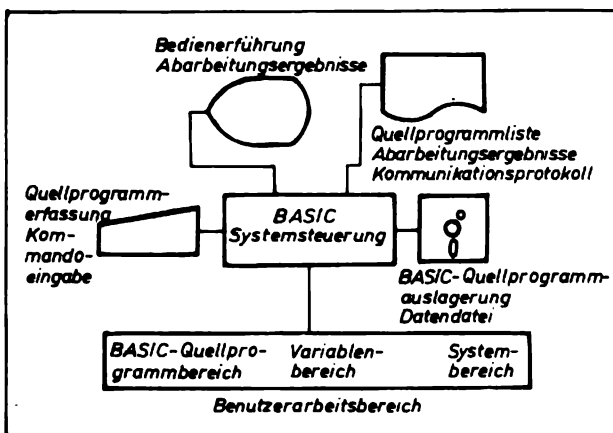 Bedienerführung
Abarbeitungsergebnisse
Quellprogrammliste
Abarbeitungsergebnisse
Kommunikationsprotokoll
Quellprogramm-
erfassung
Kom-
mando-
eingabe
BASIC
Systemsteuerung
BASIC-Quellprogramm-
auslagerung
Datendatei
BASIC-Quellpro-
grammbereich
Variablen-
bereich
System-
bereich
Benutzerarbeitsbereich